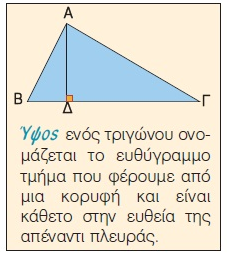 Α
Β Δ Γ
Ύψος ενός τριγώνου ονο-
μάζεται το ευθύγραμμο
τμήμα που φέρουμε από
μια κορυφή και είναι
κάθετο στην ευθεία της
απέναντι πλευράς.